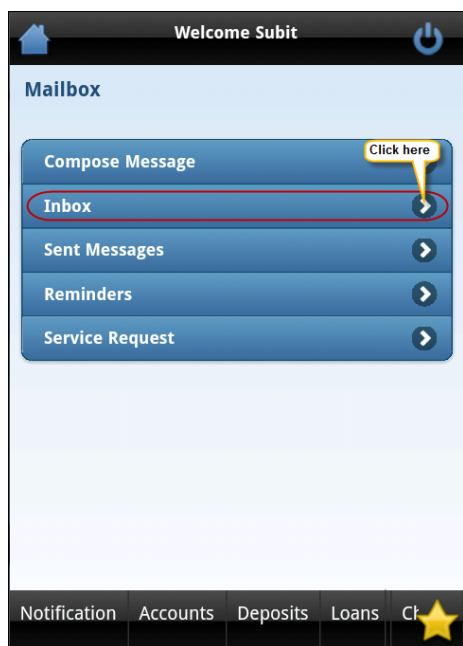 Welcome Subit
Mailbox
Compose Message
Click here
Inbox
Sent Messages
Reminders
Service Request
Notification Accounts Deposits Loans